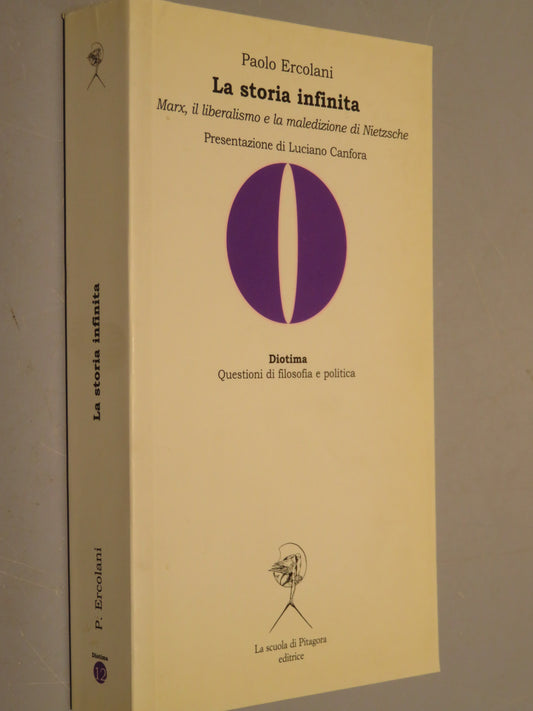 Paolo Ercolani
La storia infinita
Marx, il liberalismo e la maledizione di Nietzsche
Presentazione di Luciano Canfora
Diotima
Questioni di filosofia e politica
La scuola di Pitagora
editrice
La storia infinita
P. Ercolani
Diotima
12